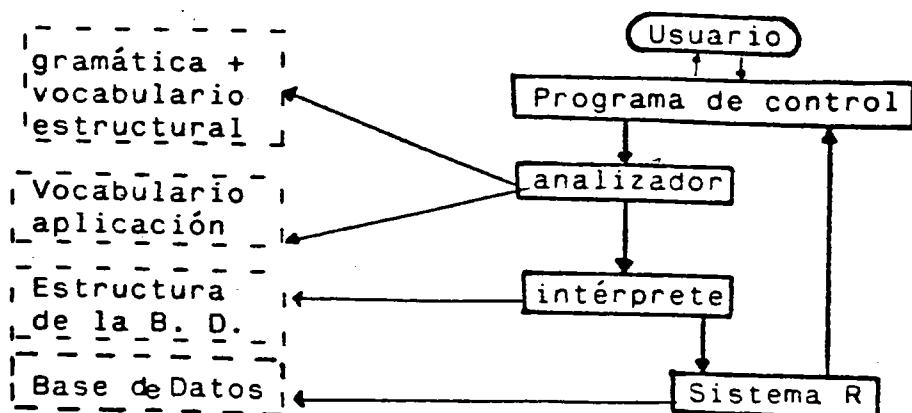 gramática +
vocabulario
estructural
Vocabulario
aplicación
Estructura
de la B. D.
Base de Datos
Usuario
Programa de control
analizador
intérprete
Sistema R